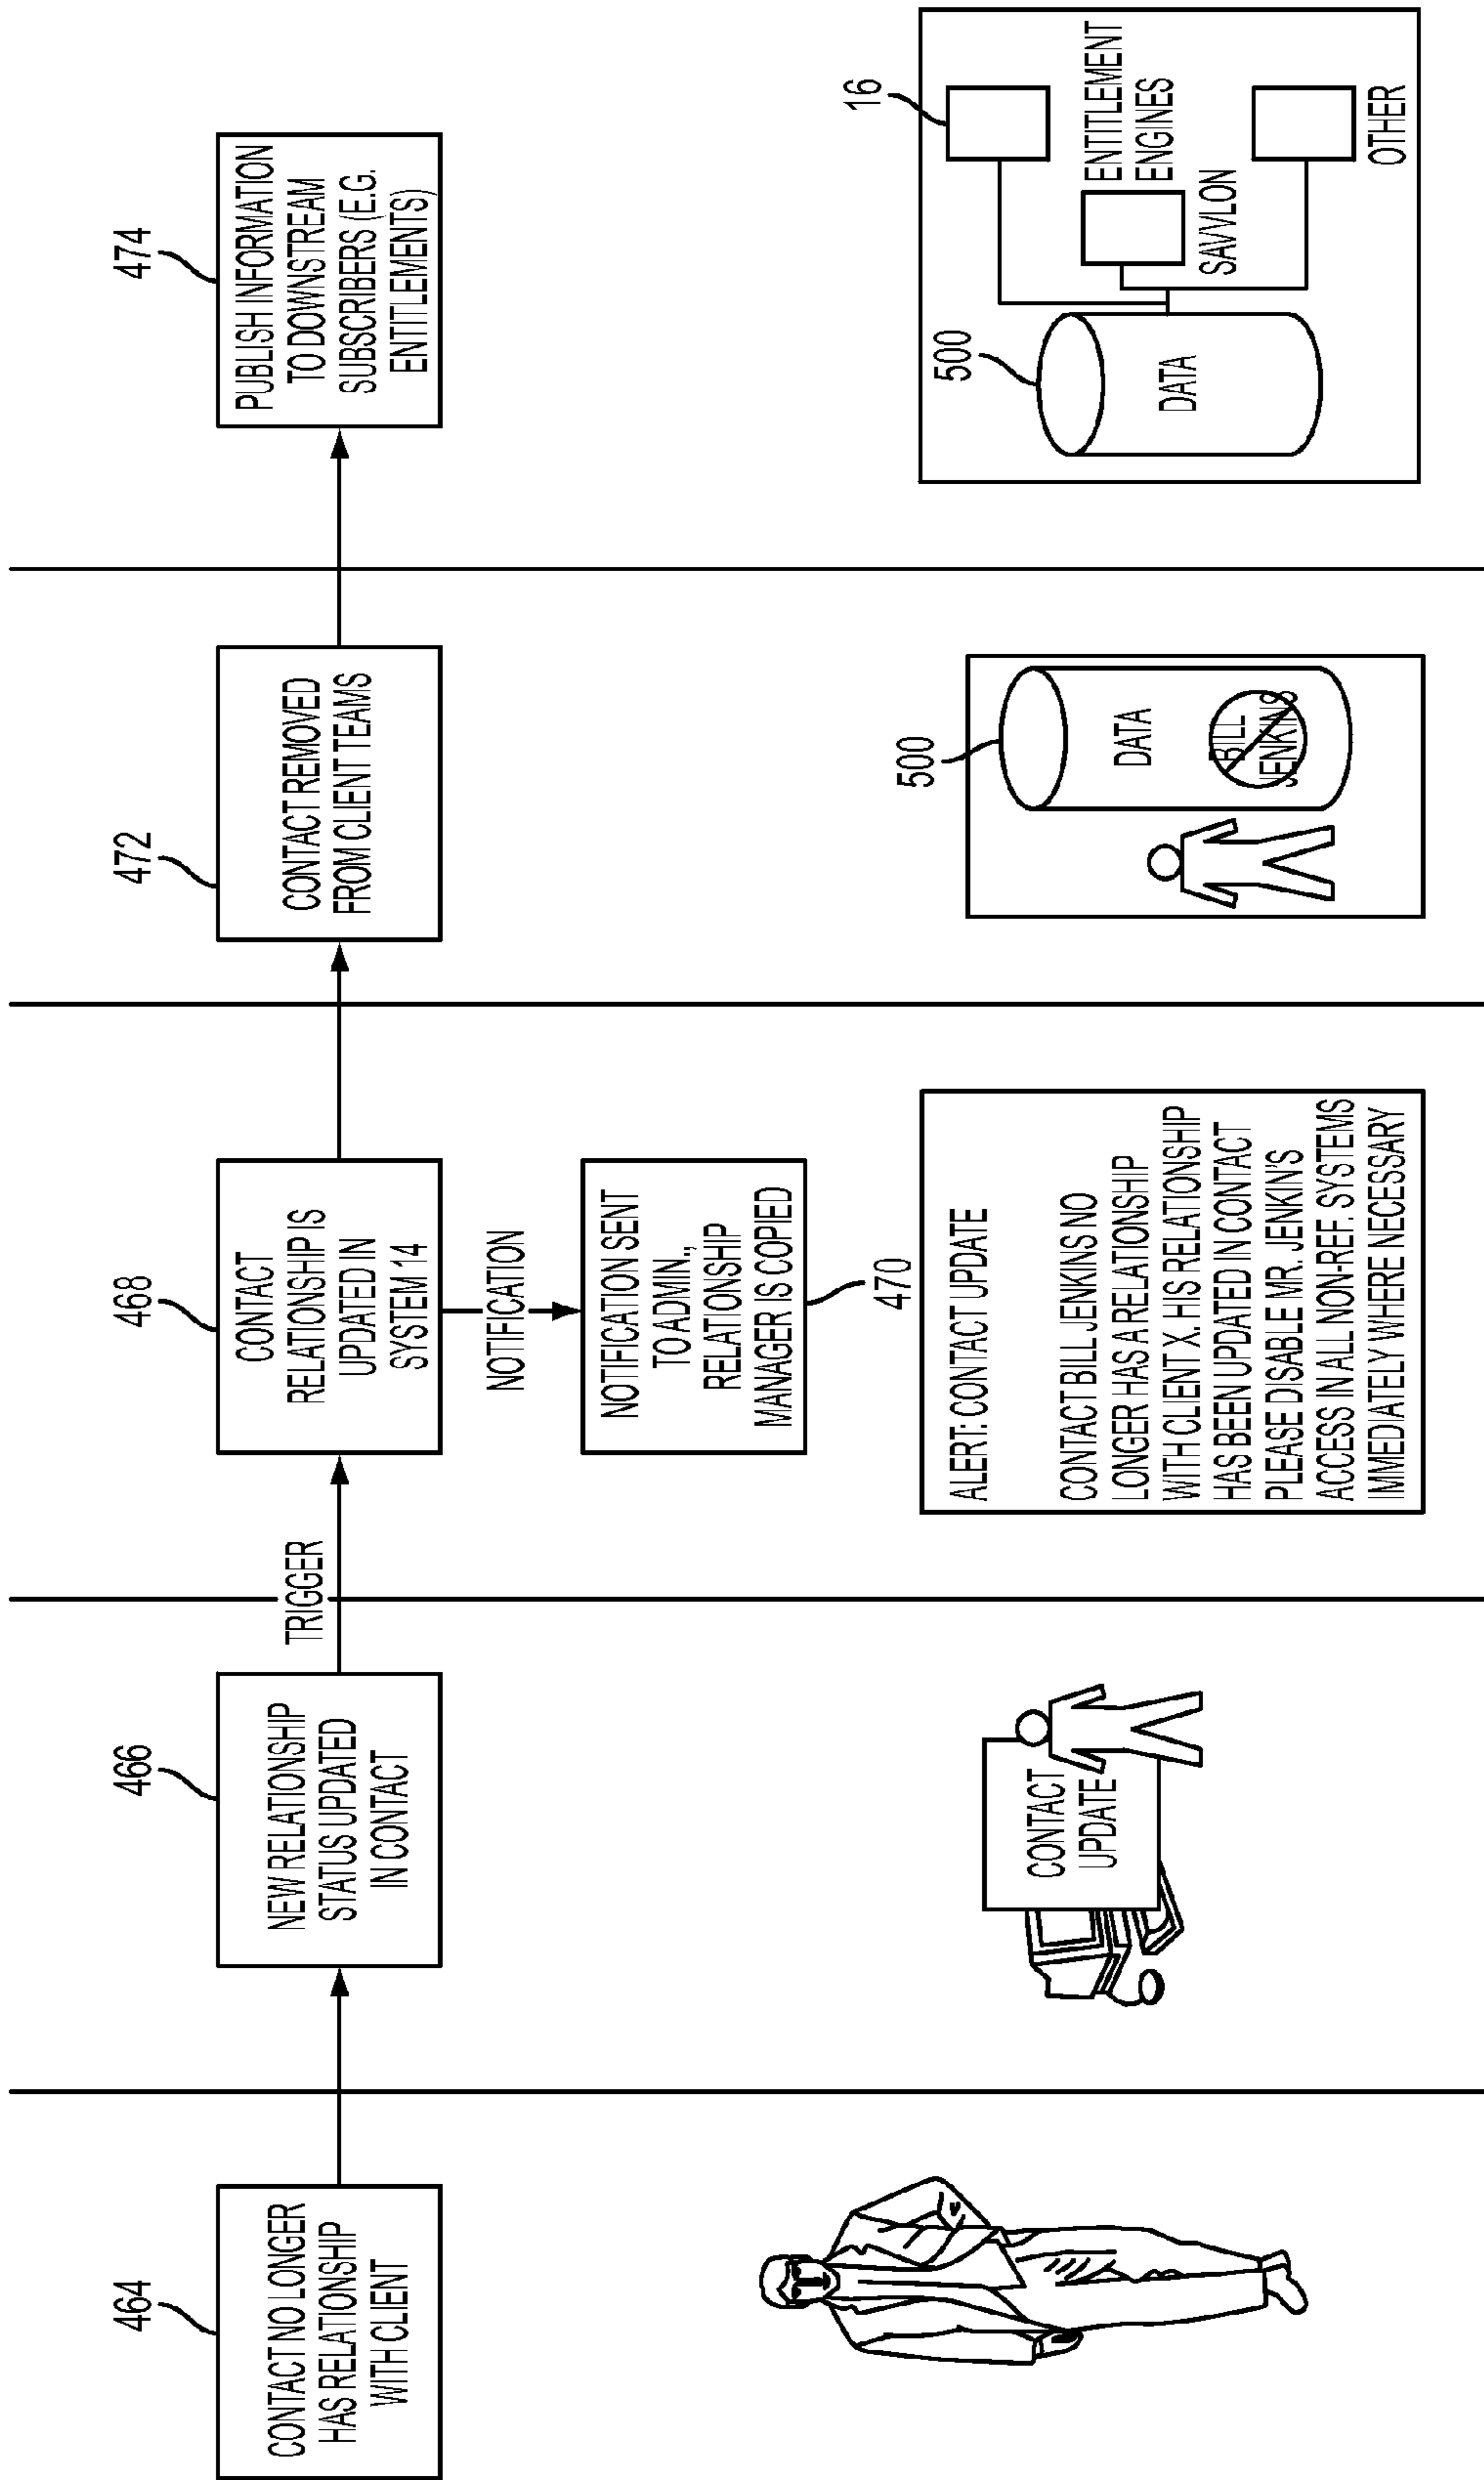 464
CONTACT NO LONGER
HAS RELATIONSHIP
WITH CLIENT
466
NEW RELATIONSHIP
STATUS UPDATED
IN CONTACT
CONTACT
UPDATE
TRIGGER
468
CONTACT
RELATIONSHIP IS
UPDATED IN
SYSTEM 14
NOTIFICATION
NOTIFICATION SENT
TO ADMIN.,
RELATIONSHIP
MANAGER IS COPIED
470
ALERT: CONTACT UPDATE
CONTACT BILL JENKINS NO
LONGER HAS A RELATIONSHIP
WITH CLIENT X. HIS RELATIONSHIP
HAS BEEN UPDATED IN CONTACT
PLEASE DISABLE MR. JENKIN'S
ACCESS IN ALL NON-REF. SYSTEMS
IMMEDIATELY WHERE NECESSARY
472
CONTACT REMOVED
FROM CLIENT TEAMS
500
DATA
BILL
JENKINS
474
PUBLISH INFORMATION
TO DOWNSTREAM
SUBSCRIBERS (E.G.
ENTITLEMENTS)
500
DATA
16
ENTITLEMENT
ENGINES
SAVVLON
OTHER